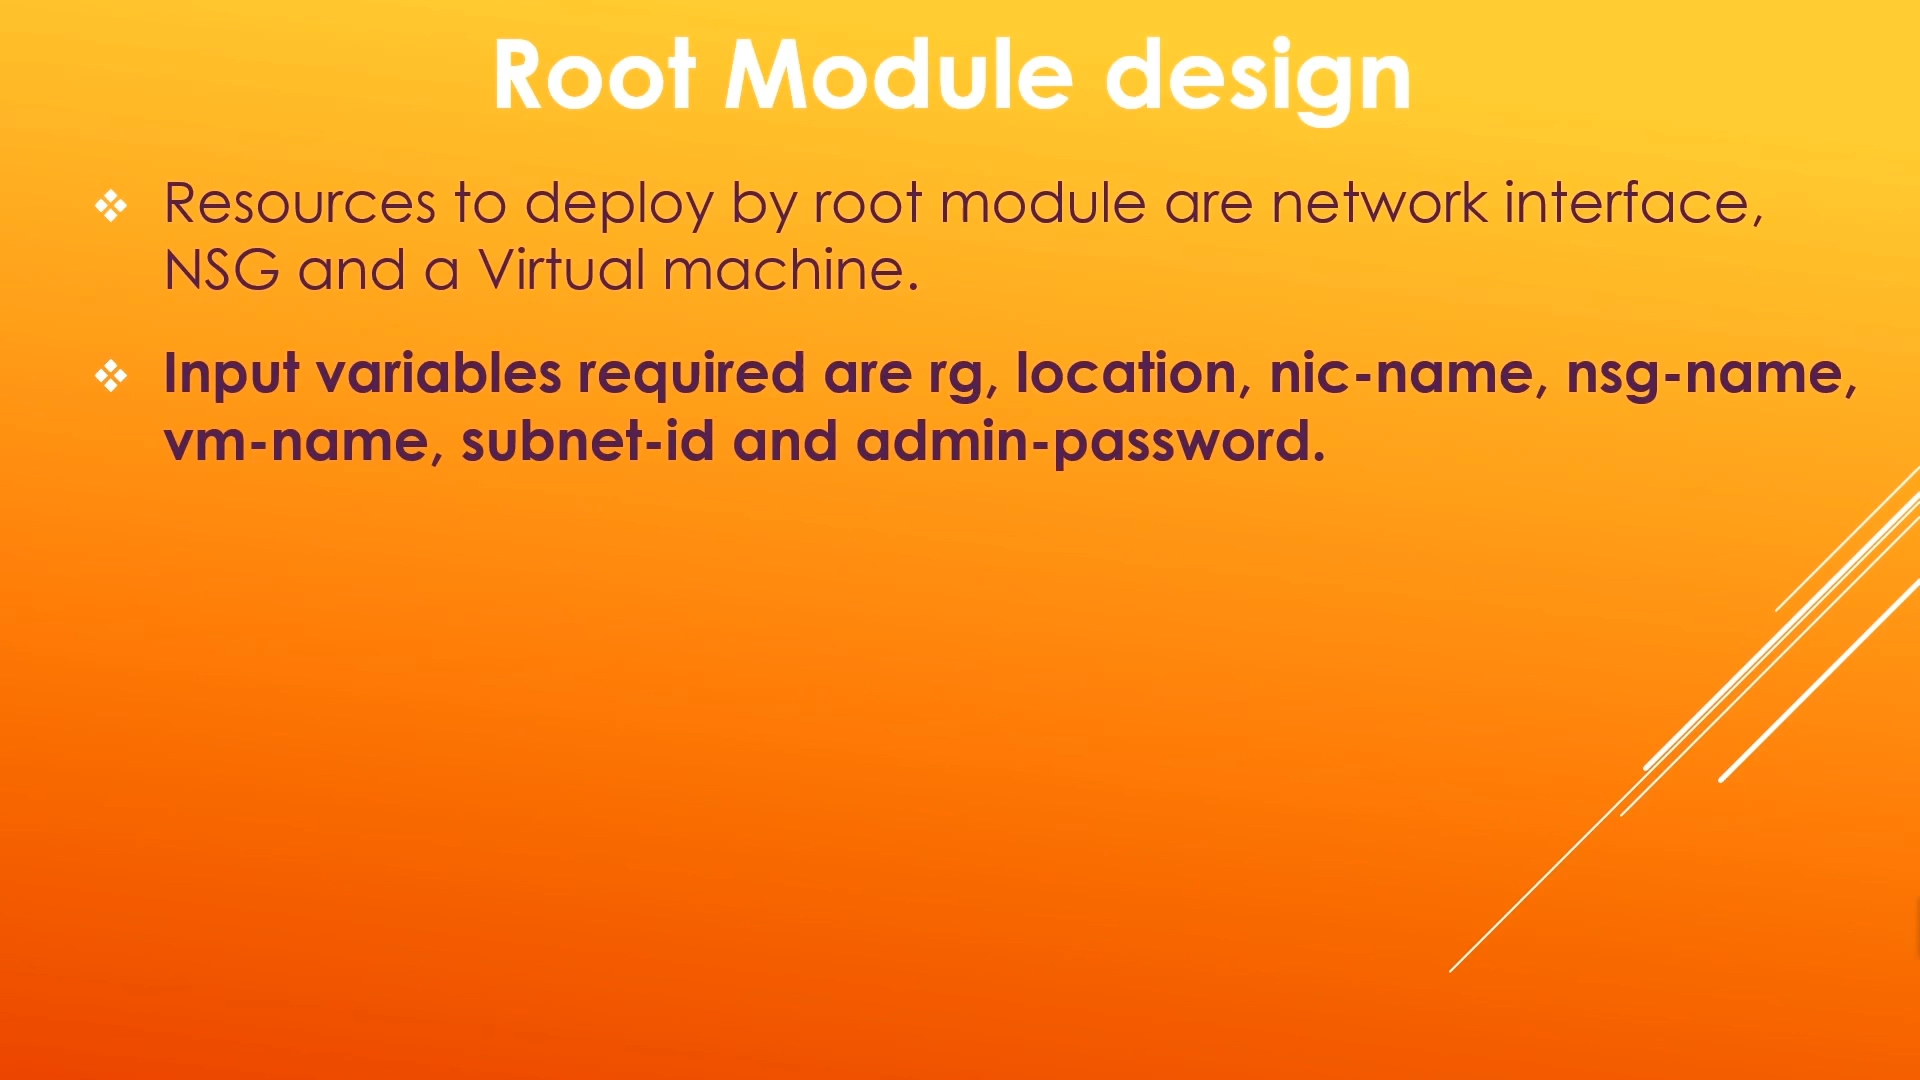 Root Module design
Resources to deploy by root module are network interface,
NSG and a Virtual machine.
Input variables required are rg, location, nic-name, nsg-name,
vm-name, subnet-id and admin-password.